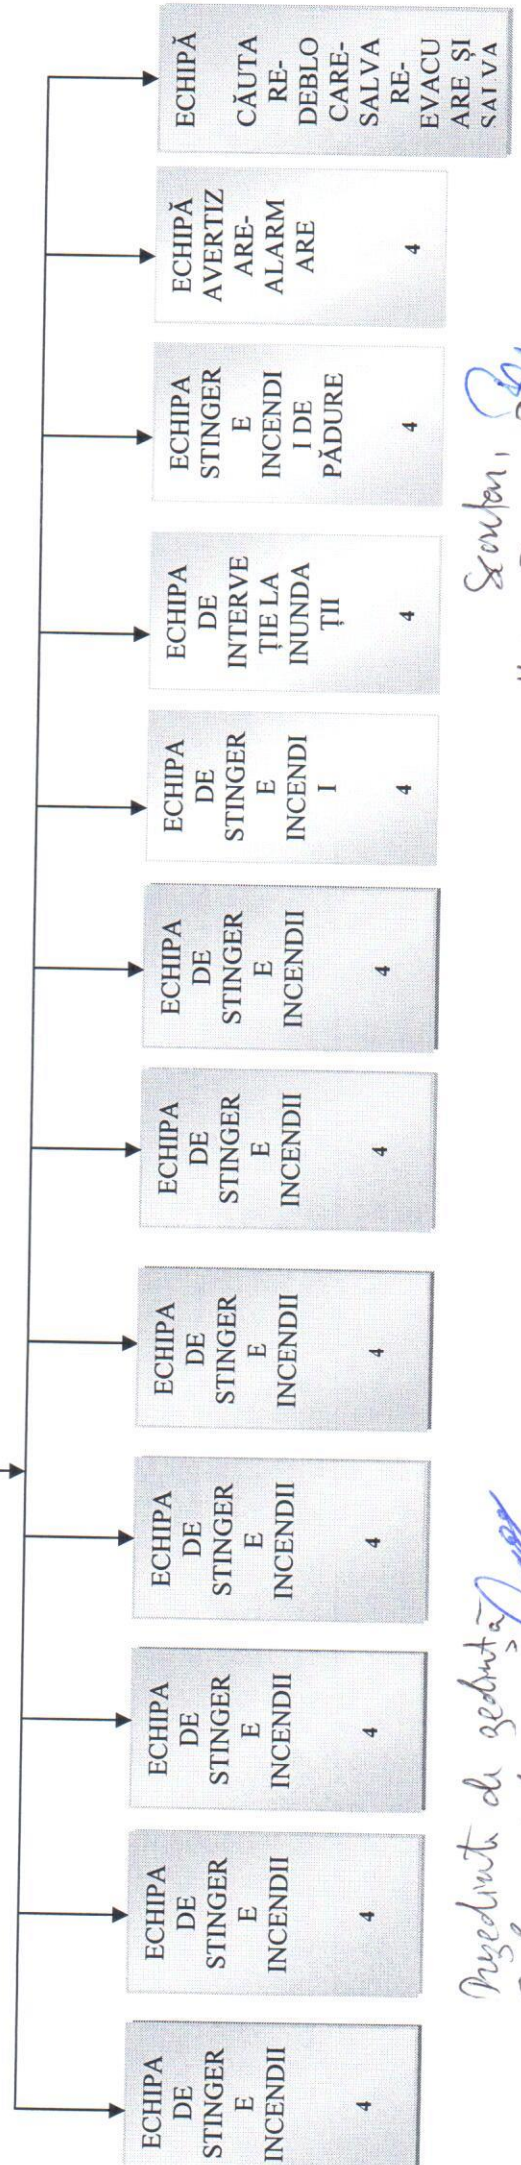 ECHIPA
DE
STINGER
E
INCENDII
4
ECHIPA
DE
STINGER
E
INCENDII
4
ECHIPA
DE
STINGER
E
INCENDII
4
ECHIPA
DE
STINGER
E
INCENDII
4
ECHIPA
DE
STINGER
E
INCENDII
4
ECHIPA
DE
STINGER
E
INCENDII
4
ECHIPA
DE
STINGER
E
INCENDII
4
ECHIPA
DE
STINGER
E
INCENDI
I
4
ECHIPA
DE
INTERVE
ȚIE LA
INUNDA
ȚII
4
ECHIPA
STINGER
E
INCENDI
I DE
PĂDURE
4
ECHIPĂ
AVERTIZ
ARE-
ALARM
ARE
4
ECHIPĂ
CĂUTA
RE-
DEBLO
CARE-
SALVA
RE-
EVACU
ARE ȘI
SALVA
de ședință